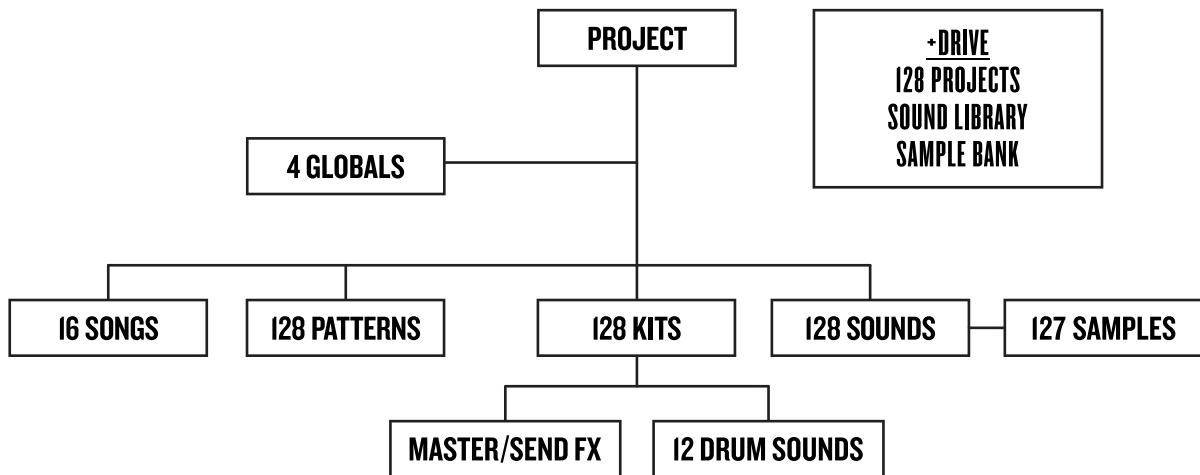 PROJECT
+DRIVE
128 PROJECTS
SOUND LIBRARY
SAMPLE BANK
4 GLOBALS
16 SONGS
128 PATTERNS
128 KITS
128 SOUNDS
127 SAMPLES
MASTER/SEND FX
12 DRUM SOUNDS